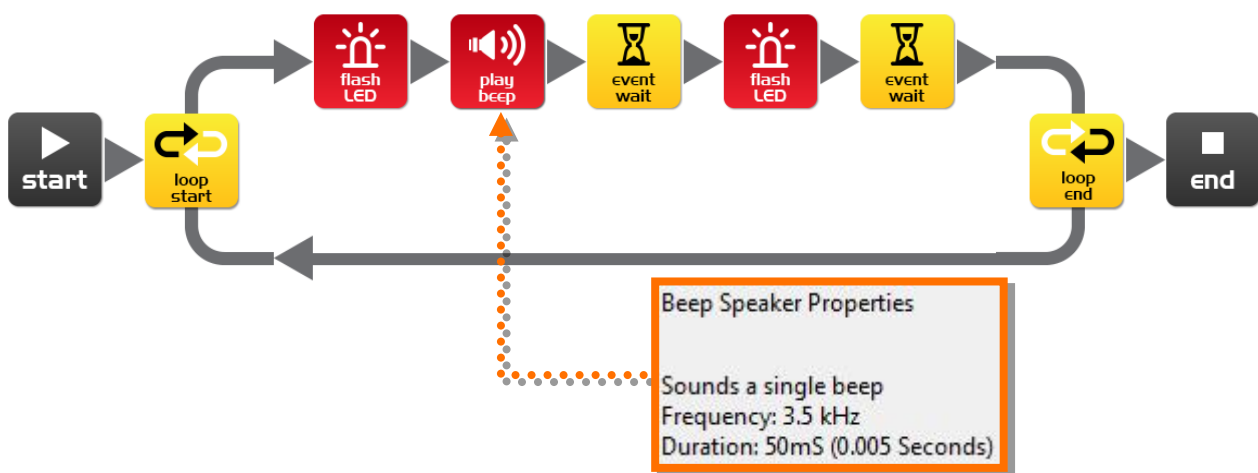 flash
LED
play
beep
event
wait
flash
LED
event
wait
start
loop
start
loop
end
end
Beep Speaker Properties
Sounds a single beep
Frequency: 3.5 kHz
Duration: 50mS (0.005 Seconds)